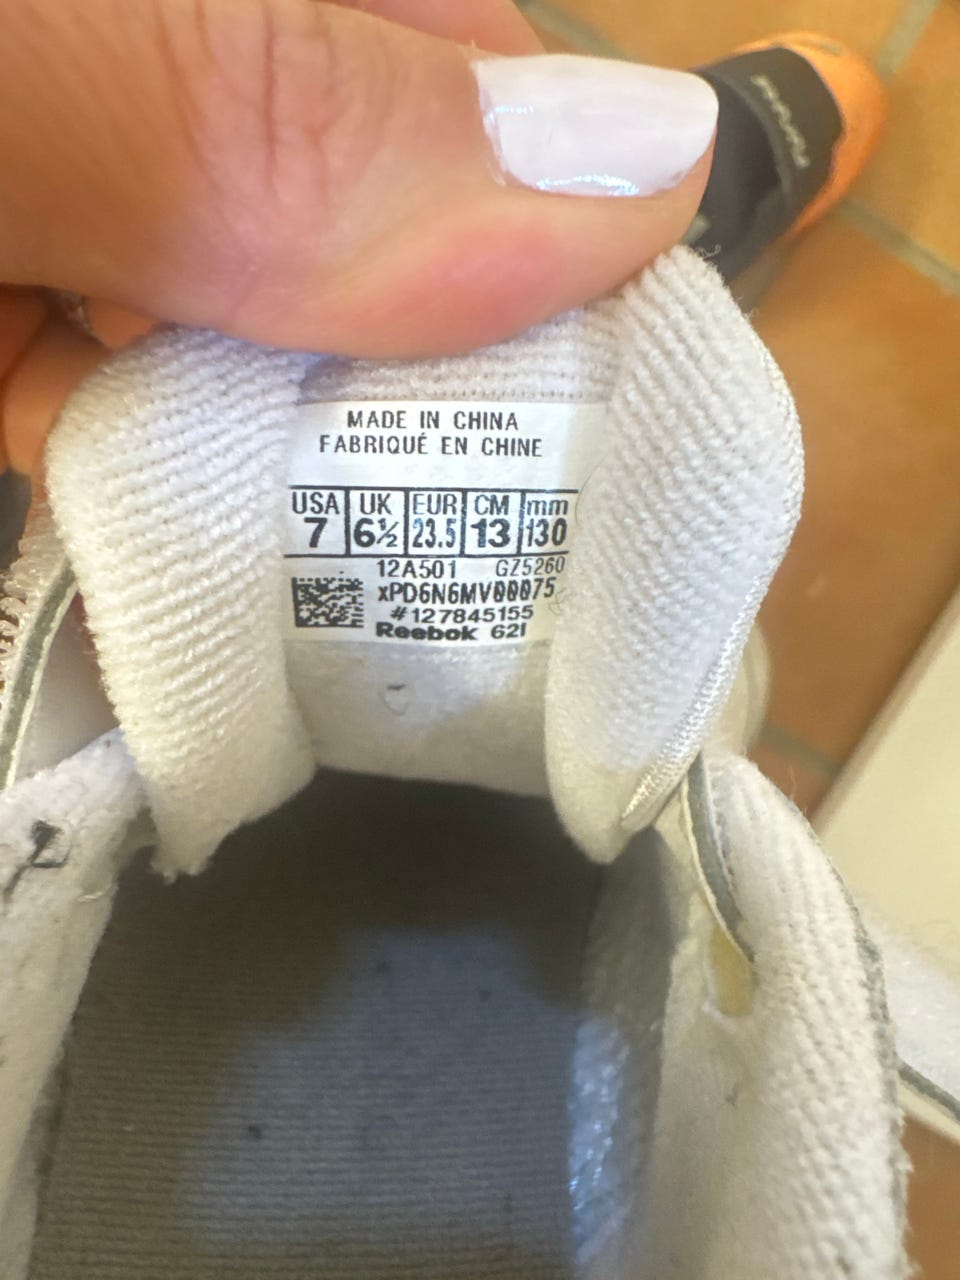 MADE IN CHINA
FABRIQUÉ EN CHINE
USA UK EUR CM mm
7 6½ 23.5 13 130
12A501 GZ5260
xPD6N6MV00075
#127845155
Reebok 621